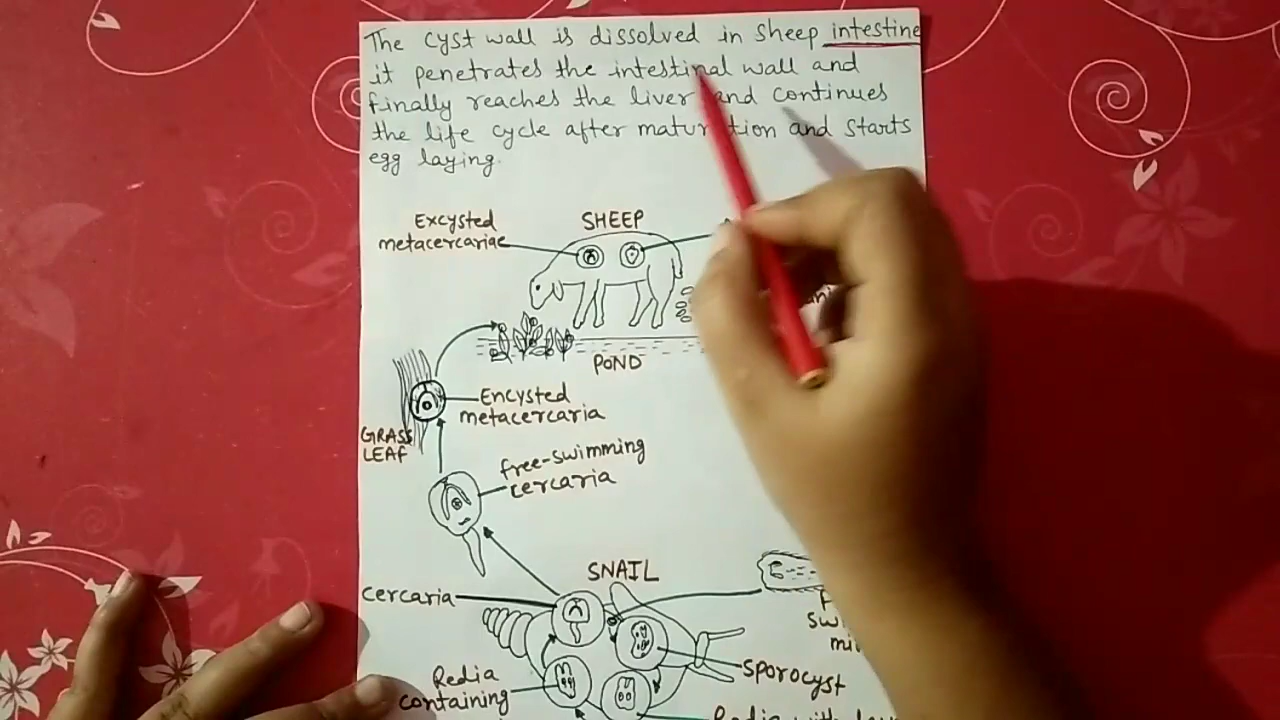 The cyst wall is dissolved in sheep intestine
it penetrates the intestinal wall and
finally reaches the liver and continues
the life cycle after maturation and starts
egg laying.
Excysted
metacercariae
SHEEP
POND
Encysted
metacercaria
GRASS
LEAF
free-swimming
cercaria
SNAIL
cercaria
sporocyst
Redia
containing
Redia with